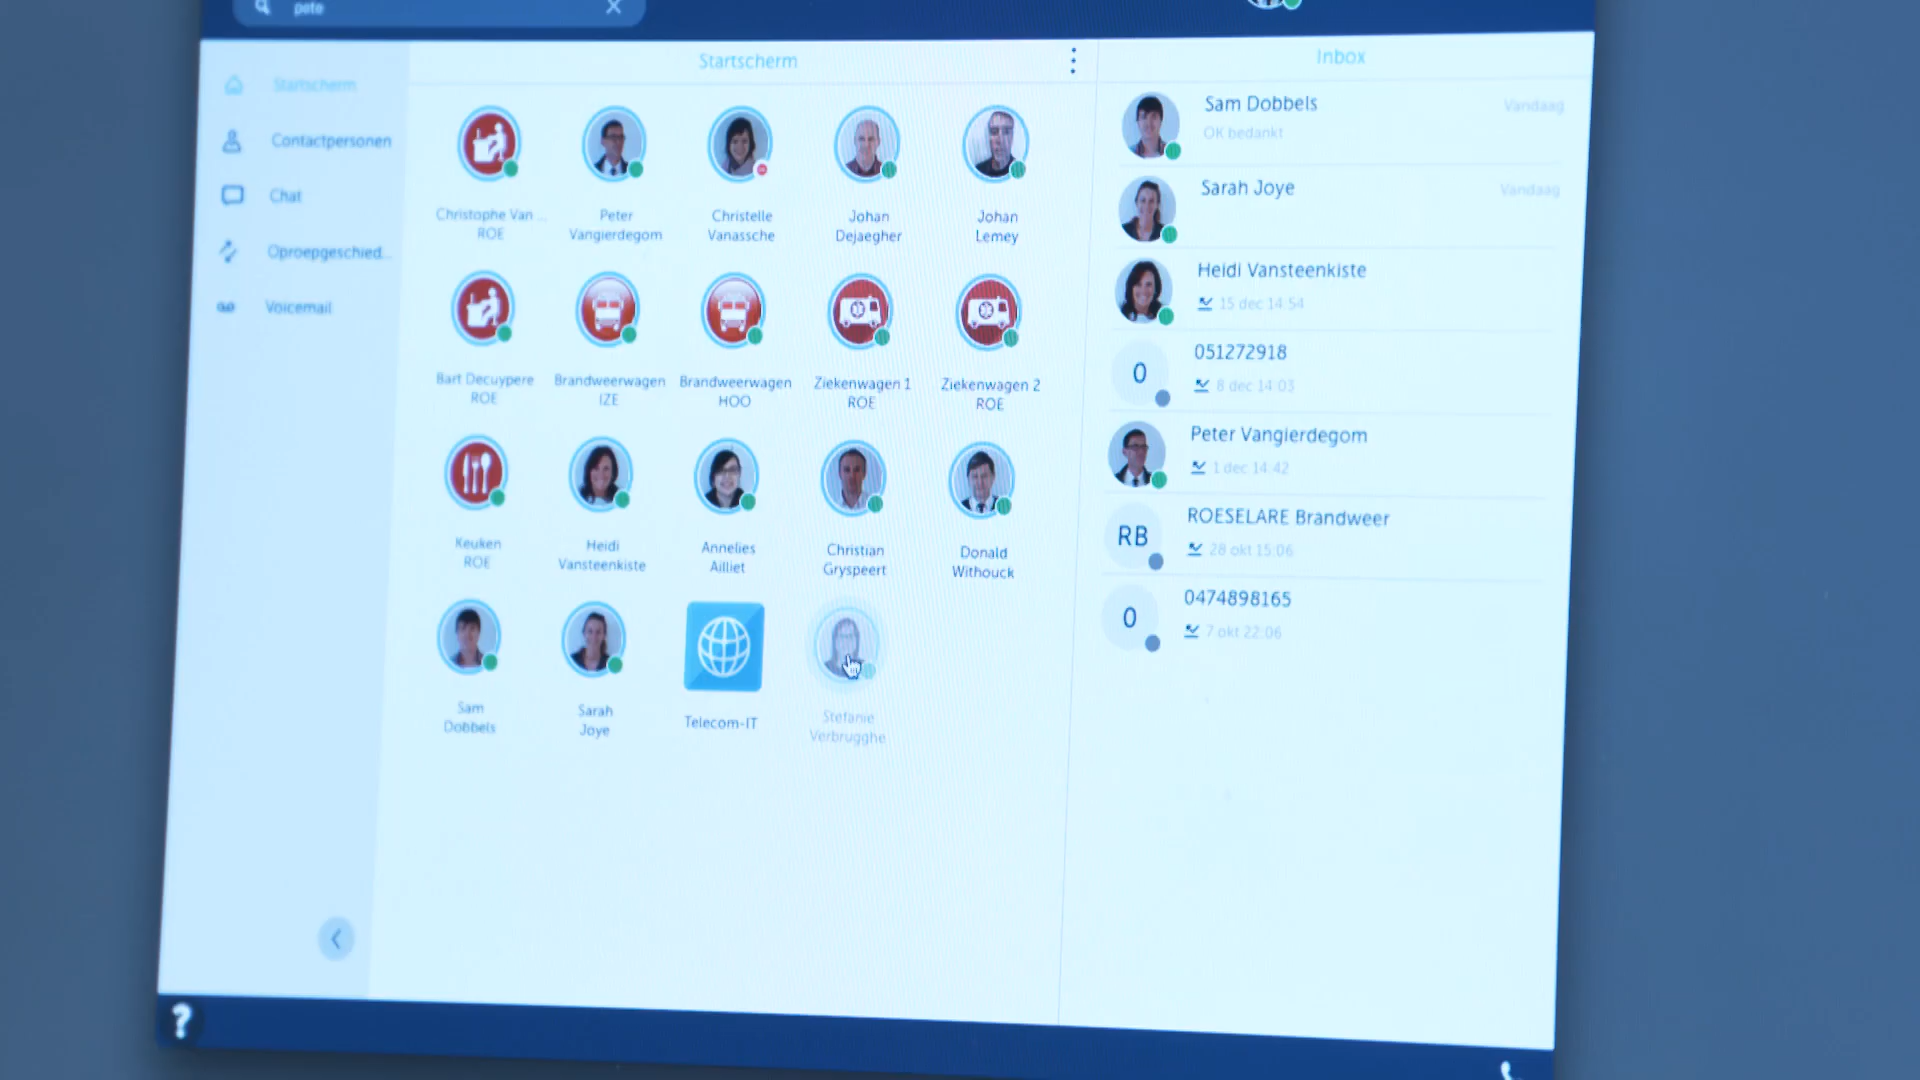 pete
Startscherm
Contactpersonen
Chat
Oproepgeschied...
Voicemail
Startscherm
Christophe Van ...
ROE
Peter
Vangierdegom
Christelle
Vanassche
Johan
Dejaegher
Johan
Lemey
Bart Decuypere
ROE
Brandweerwagen
IZE
Brandweerwagen
HOO
Ziekenwagen 1
ROE
Ziekenwagen 2
ROE
Keuken
ROE
Heidi
Vansteenkiste
Annelies
Ailliet
Christian
Gryspeert
Donald
Withouck
Sam
Dobbels
Sarah
Joye
Telecom-IT
Stefanie
Verbrugghe
Inbox
Sam Dobbels
Vandaag
OK bedankt
Sarah Joye
Vandaag
Heidi Vansteenkiste
15 dec 14:54
0
051272918
8 dec 14:03
Peter Vangierdegom
1 dec 14:42
RB
ROESELARE Brandweer
28 okt 15:06
0
0474898165
7 okt 22:06
?